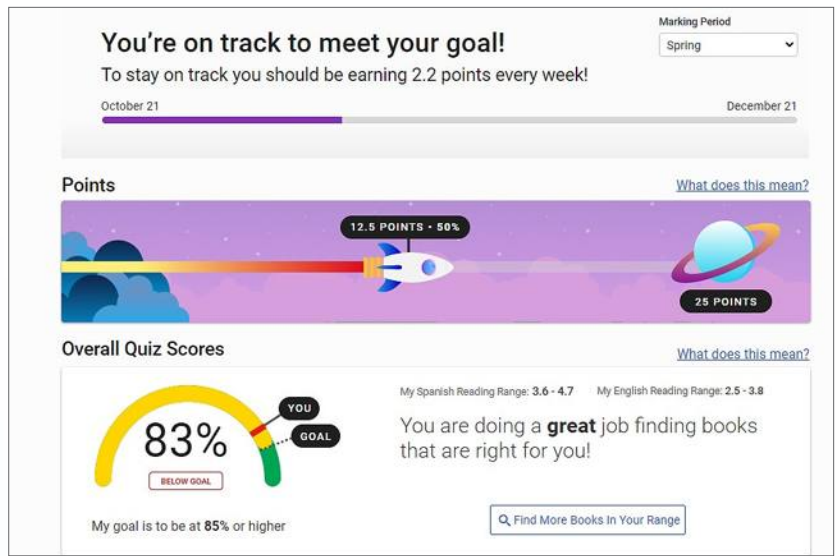 Marking Period
You're on track to meet your goal!
Spring
To stay on track you should be earning 2.2 points every week!
October 21
December 21
Points
What does this mean?
12.5 POINTS • 50%
25 POINTS
Overall Quiz Scores
What does this mean?
YOU
GOAL
83%
BELOW GOAL
My goal is to be at 85% or higher
My Spanish Reading Range: 3.6 - 4.7
My English Reading Range: 2.5 - 3.8
You are doing a great job finding books
that are right for you!
Find More Books In Your Range